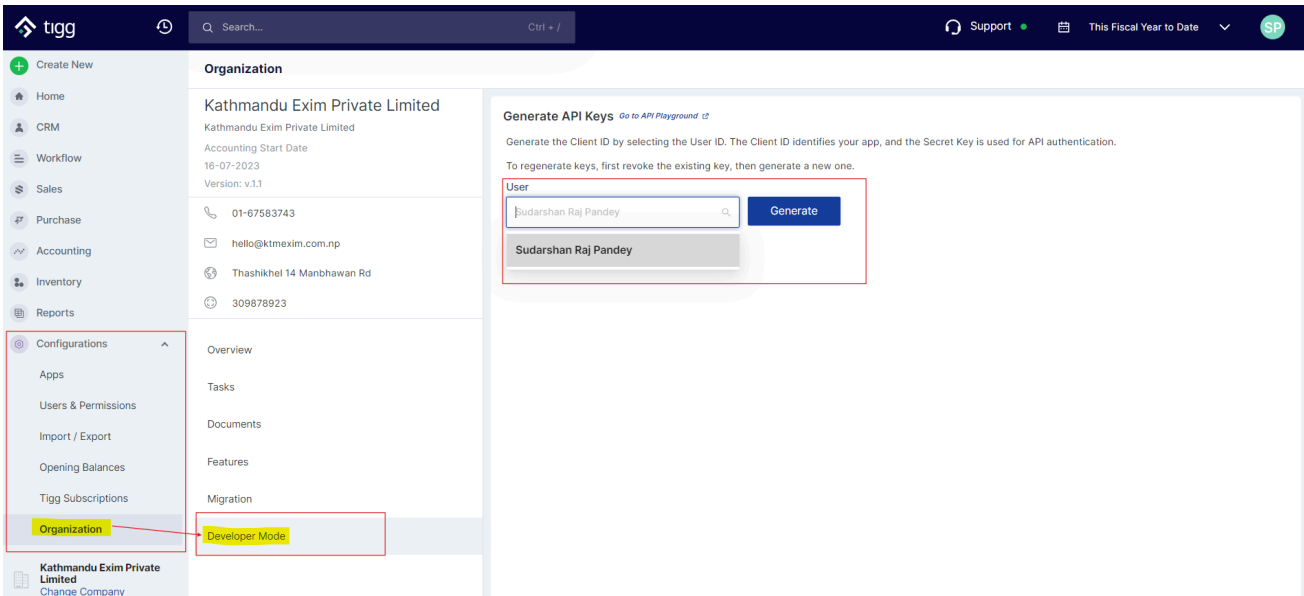 tigg
Search...
Ctrl + /
Support
This Fiscal Year to Date
SP
Create New
Home
CRM
Workflow
Sales
Purchase
Accounting
Inventory
Reports
Configurations
Apps
Users & Permissions
Import / Export
Opening Balances
Tigg Subscriptions
Organization
Kathmandu Exim Private
Limited
Change Company
Organization
Kathmandu Exim Private Limited
Kathmandu Exim Private Limited
Accounting Start Date
16-07-2023
Version: v.1.1
01-67583743
hello@ktmexim.com.np
Thashikhel 14 Manbhawan Rd
309878923
Overview
Tasks
Documents
Features
Migration
Developer Mode
Generate API Keys Go to API Playground
Generate the Client ID by selecting the User ID. The Client ID identifies your app, and the Secret Key is used for API authentication.
To regenerate keys, first revoke the existing key, then generate a new one.
User
Sudarshan Raj Pandey
Generate
Sudarshan Raj Pandey